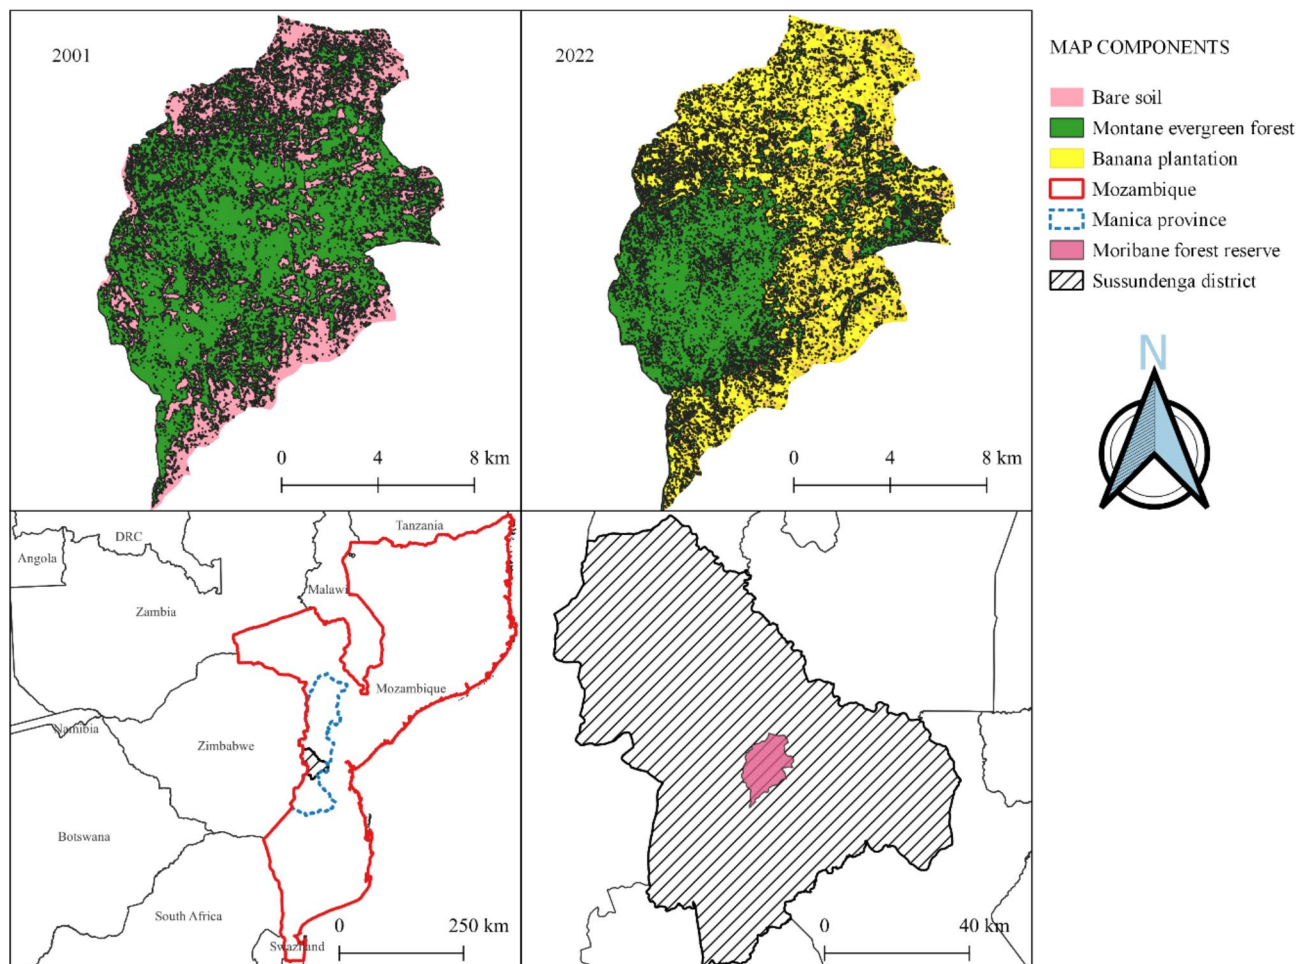 2001
2022
MAP COMPONENTS
Bare soil
Montane evergreen forest
Banana plantation
Mozambique
Manica province
Moribane forest reserve
Sussundenga district
N
0 4 8 km
0 4 8 km
Tanzania
DRC
Angola
Malawi
Zambia
Mozambique
Namibia
Zimbabwe
Botswana
South Africa
Swaziland
0 250 km
0 40 km